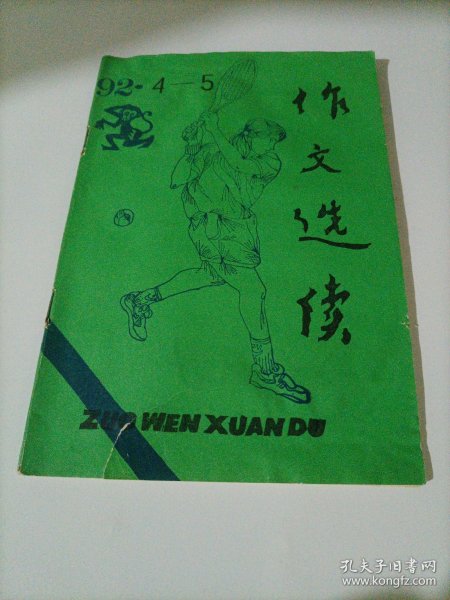 92·4—5
作文选读
ZUO WEN XUAN DU
孔夫子旧书网
www.kongfz.com